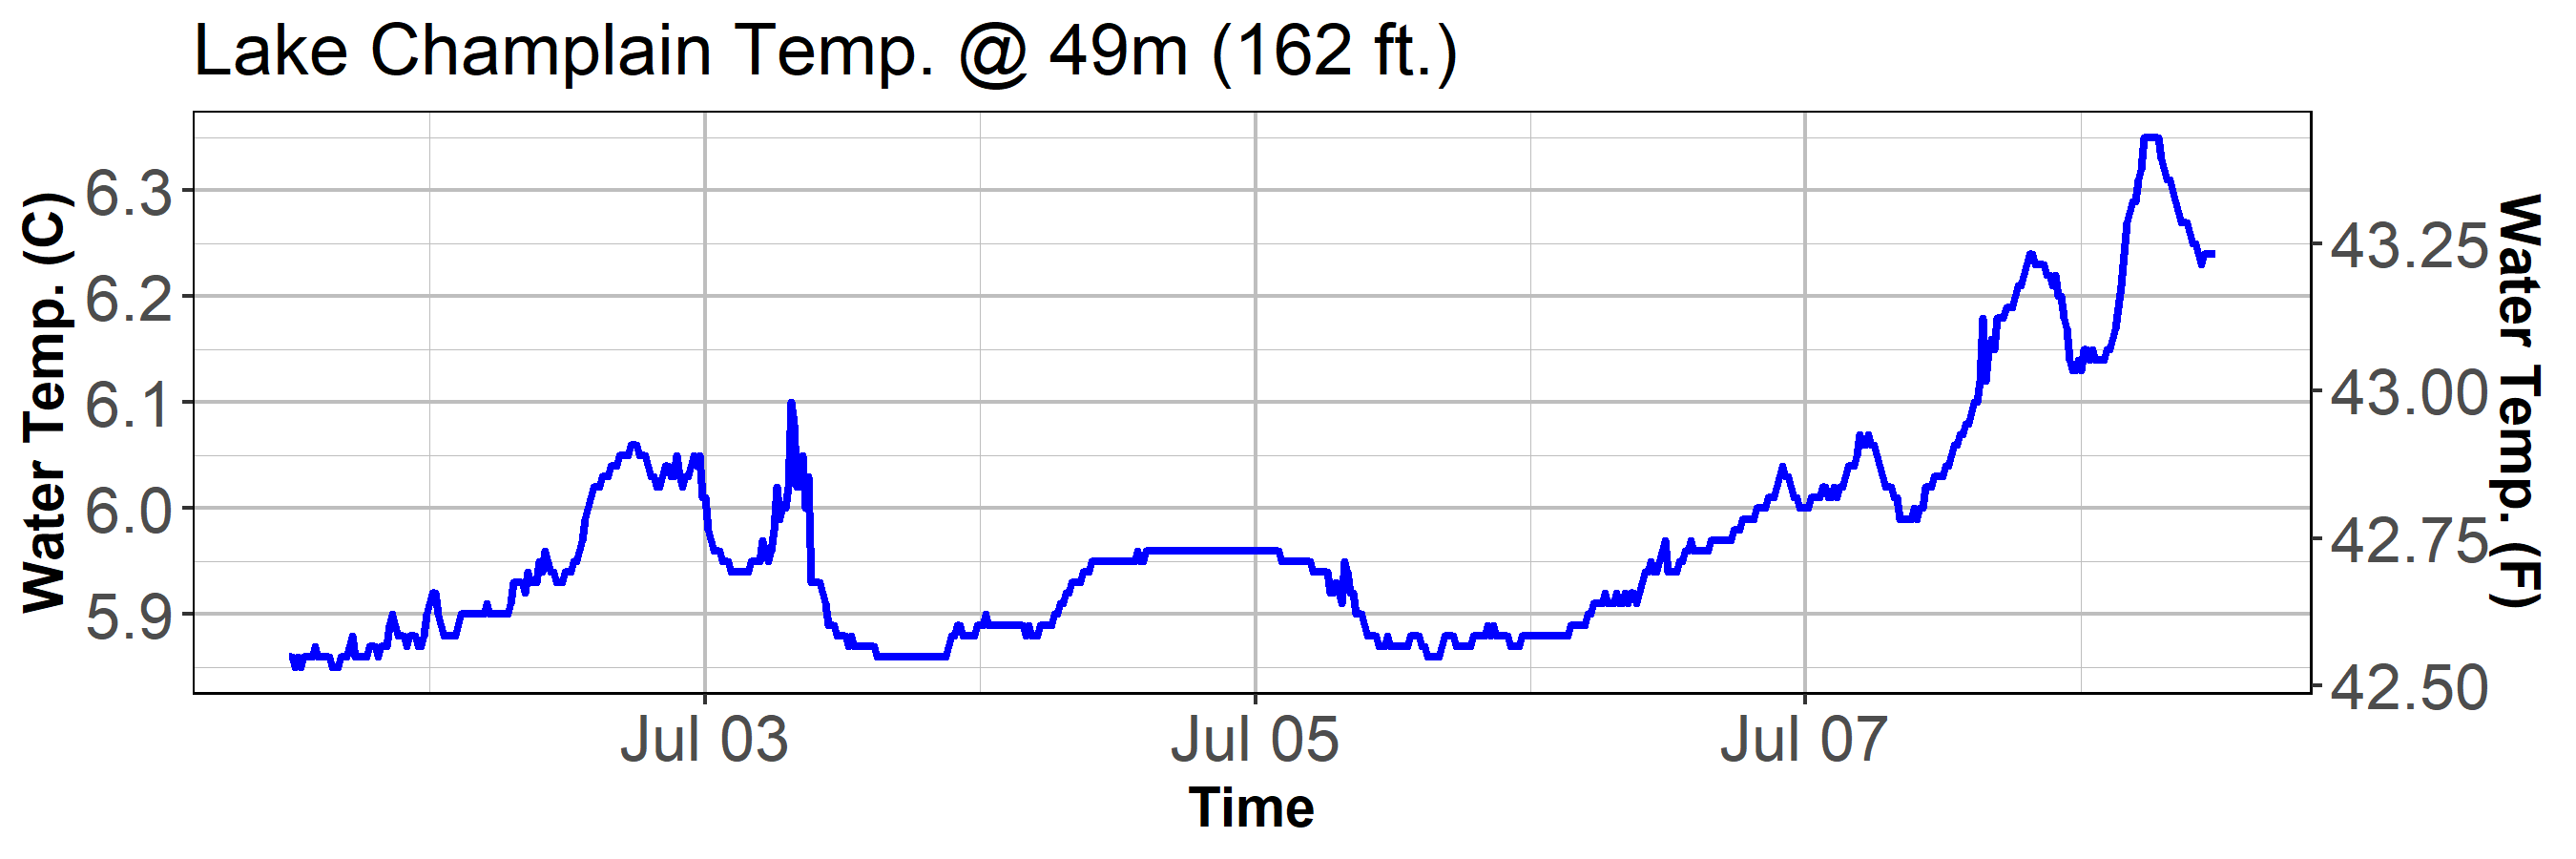 Lake Champlain Temp. @ 49m (162 ft.)
Water Temp. (C)
6.3
6.2
6.1
6.0
5.9
43.25
43.00
42.75
42.50
Water Temp. (F)
Jul 03
Jul 05
Jul 07
Time